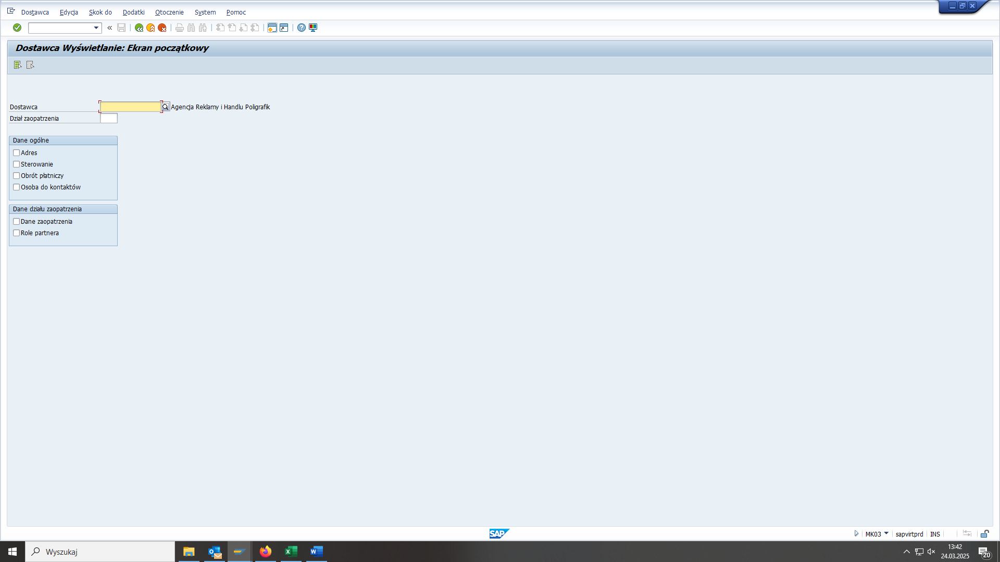 Dostawca Edycja Skok do Dodatki Otoczenie System Pomoc
Dostawca Wyświetlanie: Ekran początkowy
Dostawca Agencja Reklamy i Handlu Poligrafik
Dział zaopatrzenia
Dane ogólne
Adres
Sterowanie
Obrót płatniczy
Osoba do kontaktów
Dane działu zaopatrzenia
Dane zaopatrzenia
Role partnera
SAP MK03 sapvirtprd INS
Wyszukaj
13:42
24.03.2025
20